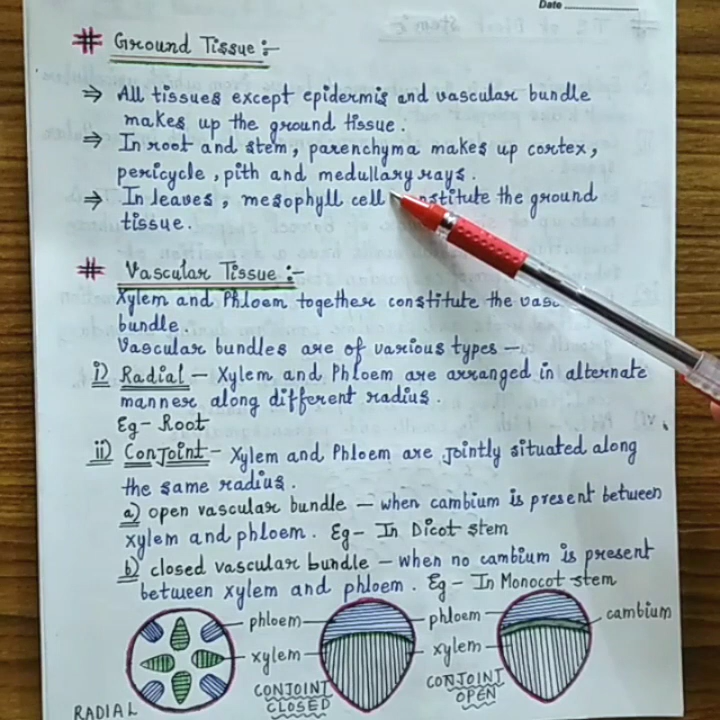 Date
# Ground Tissue :-
⇒ All tissues except epidermis and vascular bundle
makes up the ground tissue.
⇒ In root and stem, parenchyma makes up cortex,
pericycle, pith and medullary rays.
⇒ In leaves, mesophyll cell nstitute the ground
tissue.
# Vascular Tissue :-
Xylem and Phloem together constitute the vasc
bundle
Vascular bundles are of various types —
i) Radial — Xylem and Phloem are arranged in alternate
manner along different radius.
Eg- Root
ii) Conjoint - Xylem and Phloem are jointly situated along
the same radius.
a) open vascular bundle — when cambium is present between
xylem and phloem. Eg- In Dicot stem
b) closed vascular bundle — when no cambium is present
between xylem and phloem. Eg - In Monocot stem
phloem phloem cambium
xylem xylem
RADIAL
CONJOINT
CLOSED
CONJOINT
OPEN